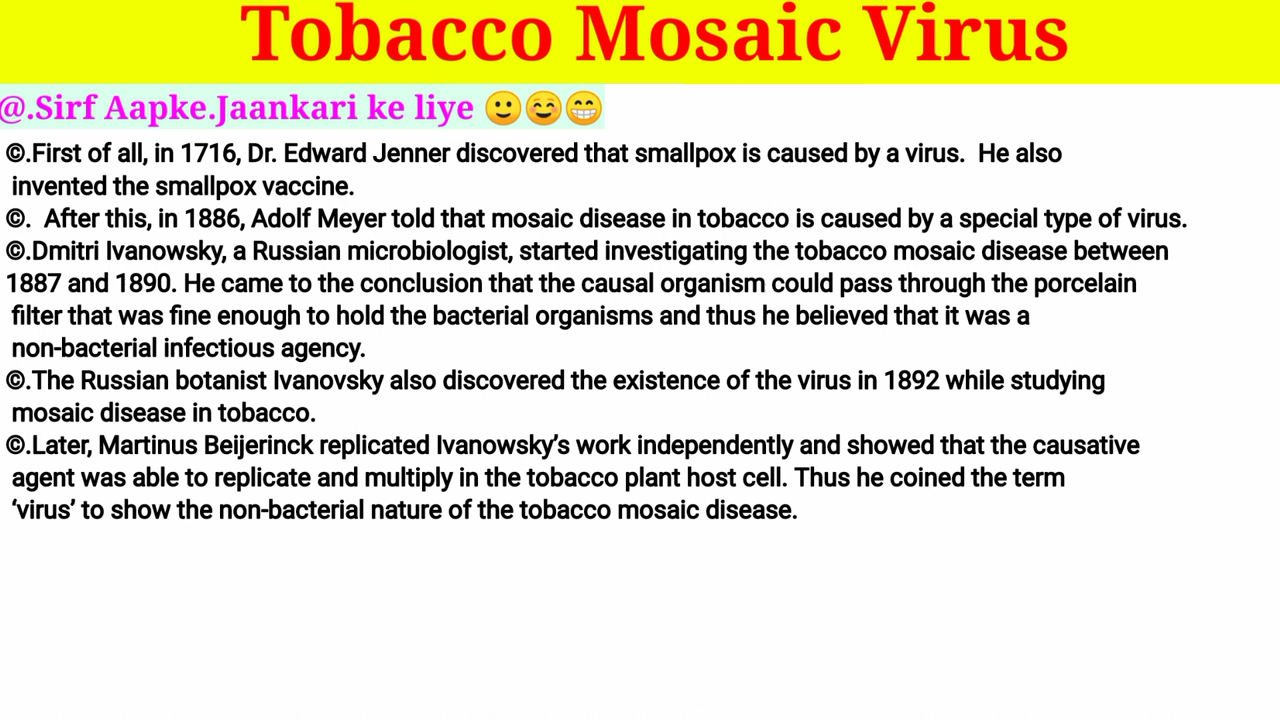 Tobacco Mosaic Virus
@.Sirf Aapke.Jaankari ke liye 🙂😊😁
©.First of all, in 1716, Dr. Edward Jenner discovered that smallpox is caused by a virus.  He also
invented the smallpox vaccine.
©.  After this, in 1886, Adolf Meyer told that mosaic disease in tobacco is caused by a special type of virus.
©.Dmitri Ivanowsky, a Russian microbiologist, started investigating the tobacco mosaic disease between
1887 and 1890. He came to the conclusion that the causal organism could pass through the porcelain
filter that was fine enough to hold the bacterial organisms and thus he believed that it was a
non-bacterial infectious agency.
©.The Russian botanist Ivanovsky also discovered the existence of the virus in 1892 while studying
mosaic disease in tobacco.
©.Later, Martinus Beijerinck replicated Ivanowsky’s work independently and showed that the causative
agent was able to replicate and multiply in the tobacco plant host cell. Thus he coined the term
‘virus’ to show the non-bacterial nature of the tobacco mosaic disease.